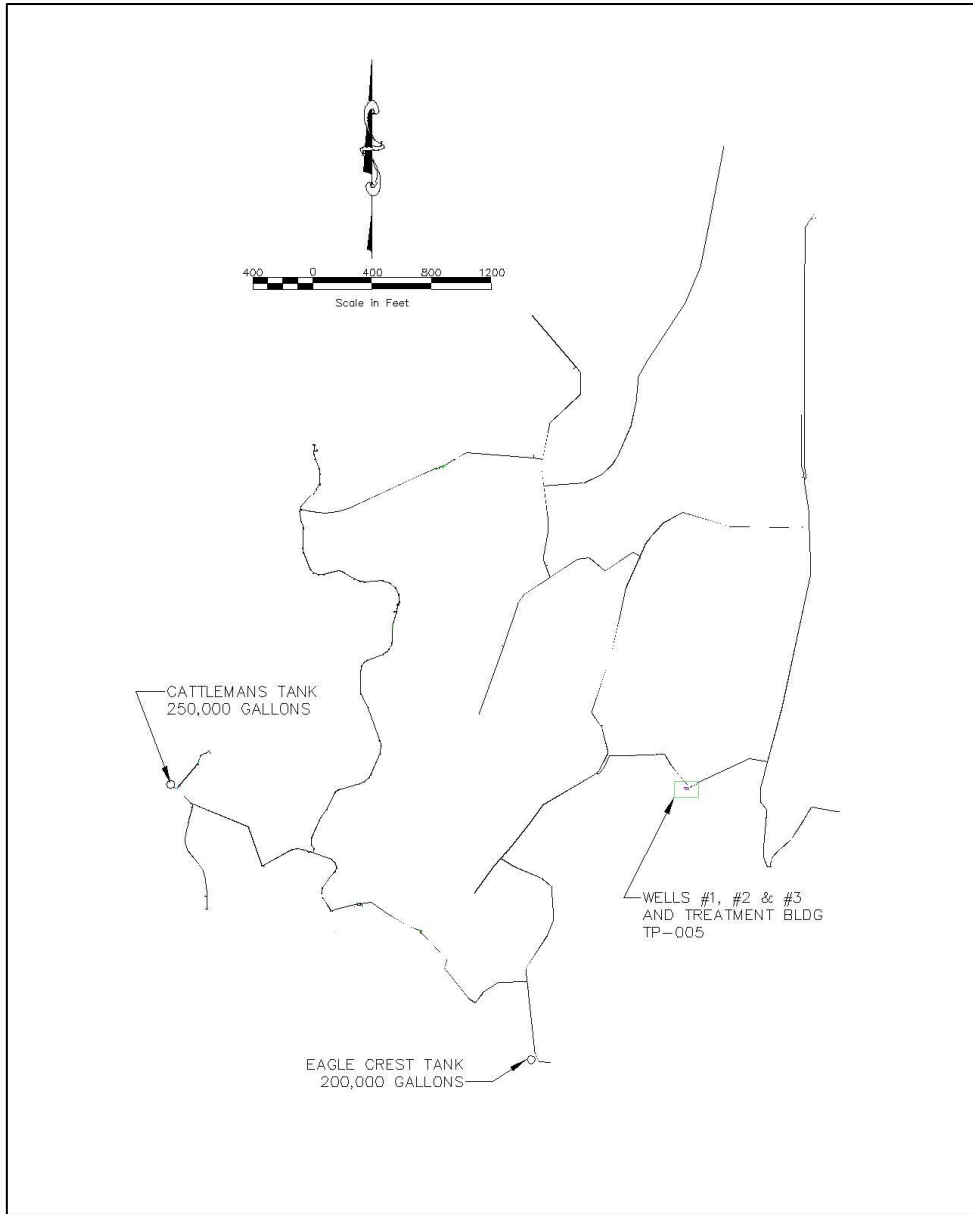 400 0 400 800 1200
Scale in Feet
CATTLEMANS TANK
250,000 GALLONS
WELLS #1, #2 & #3
AND TREATMENT BLDG
TP-005
EAGLE CREST TANK
200,000 GALLONS